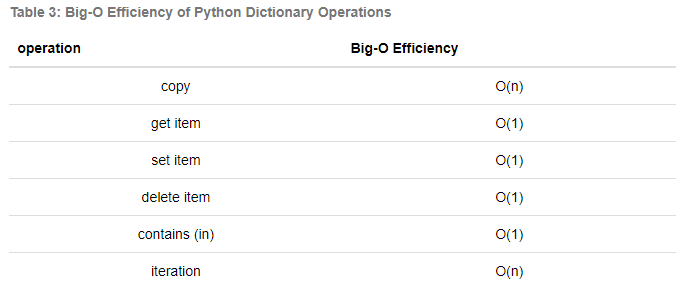 Table 3: Big-O Efficiency of Python Dictionary Operations
operation Big-O Efficiency
copy O(n)
get item O(1)
set item O(1)
delete item O(1)
contains (in) O(1)
iteration O(n)